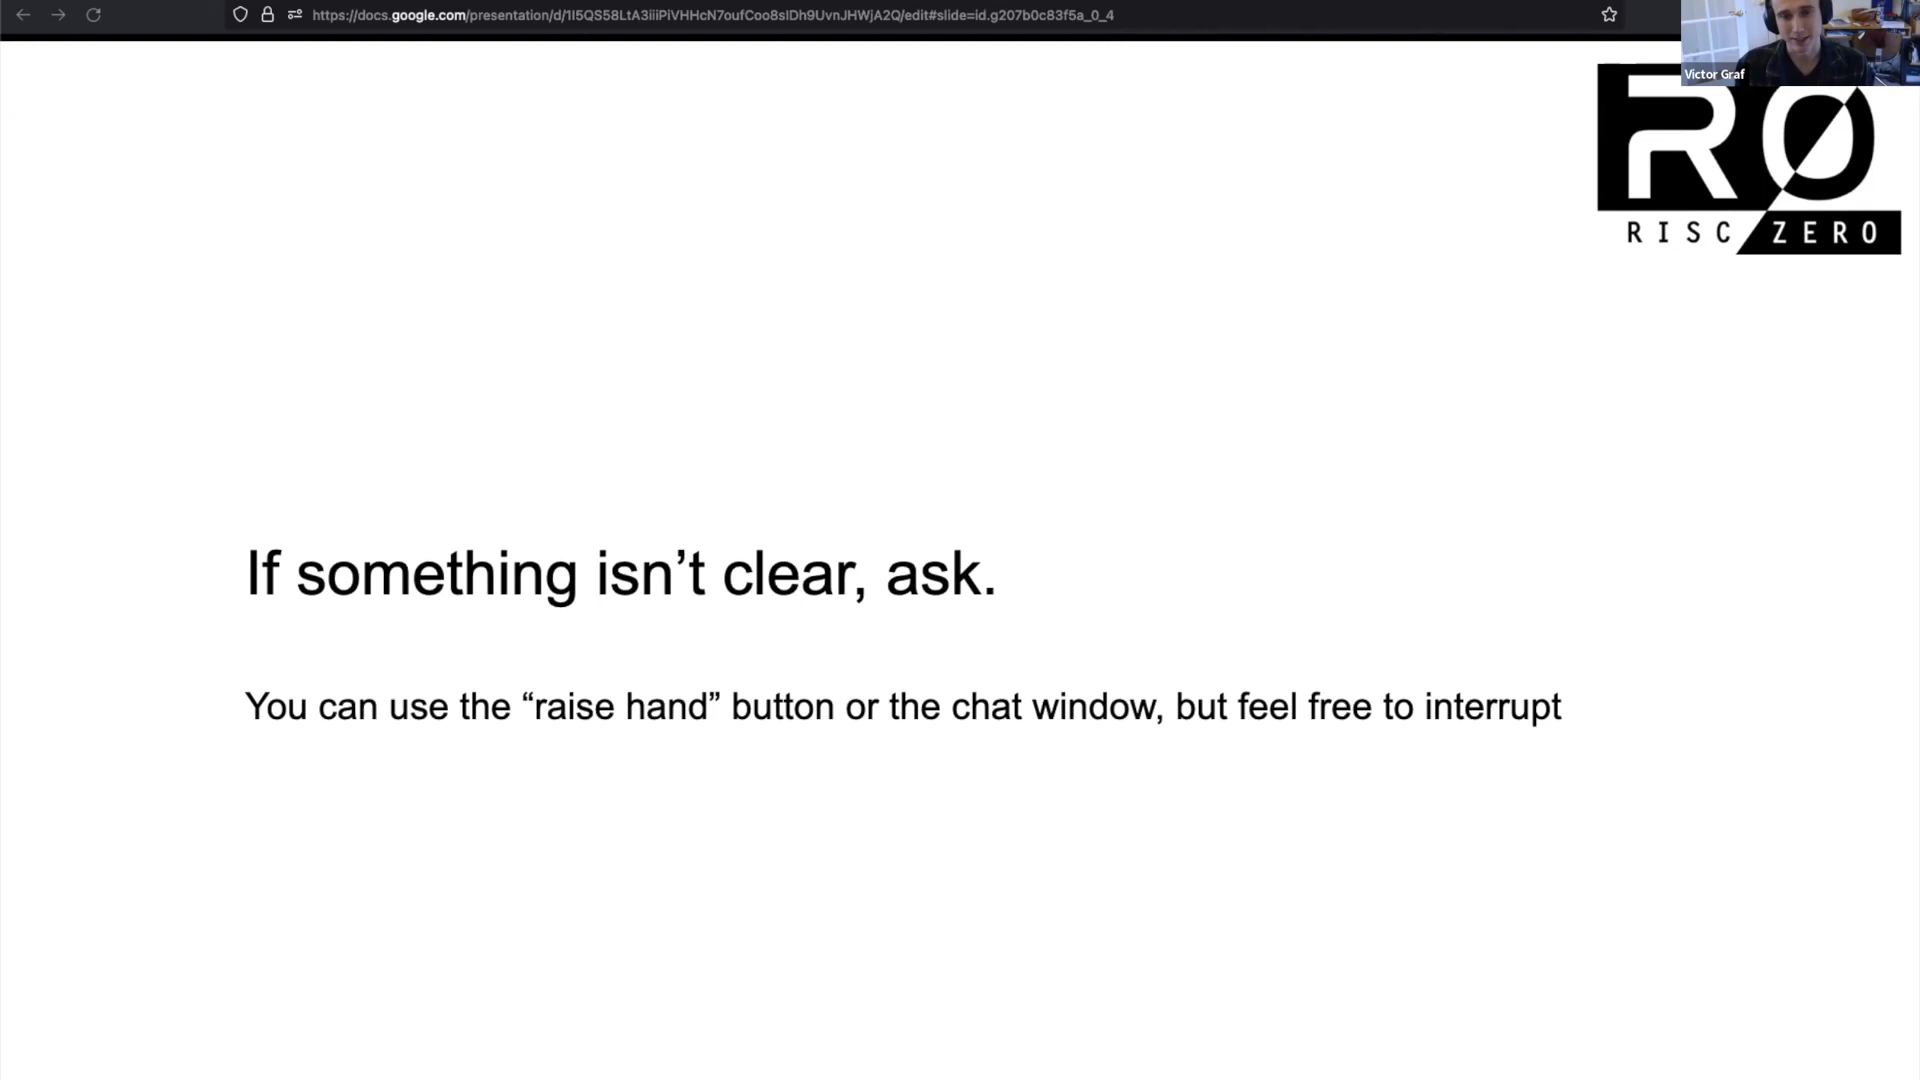 https://docs.google.com/presentation/d/1I5QS58LtA3iiiPiVHHcN7oufCoo8sIDh9UvnJHWjA2Q/edit#slide=id.g207b0c83f5a_0_4
Victor Graf
RØ
RISC ZERO
If something isn’t clear, ask.
You can use the “raise hand” button or the chat window, but feel free to interrupt